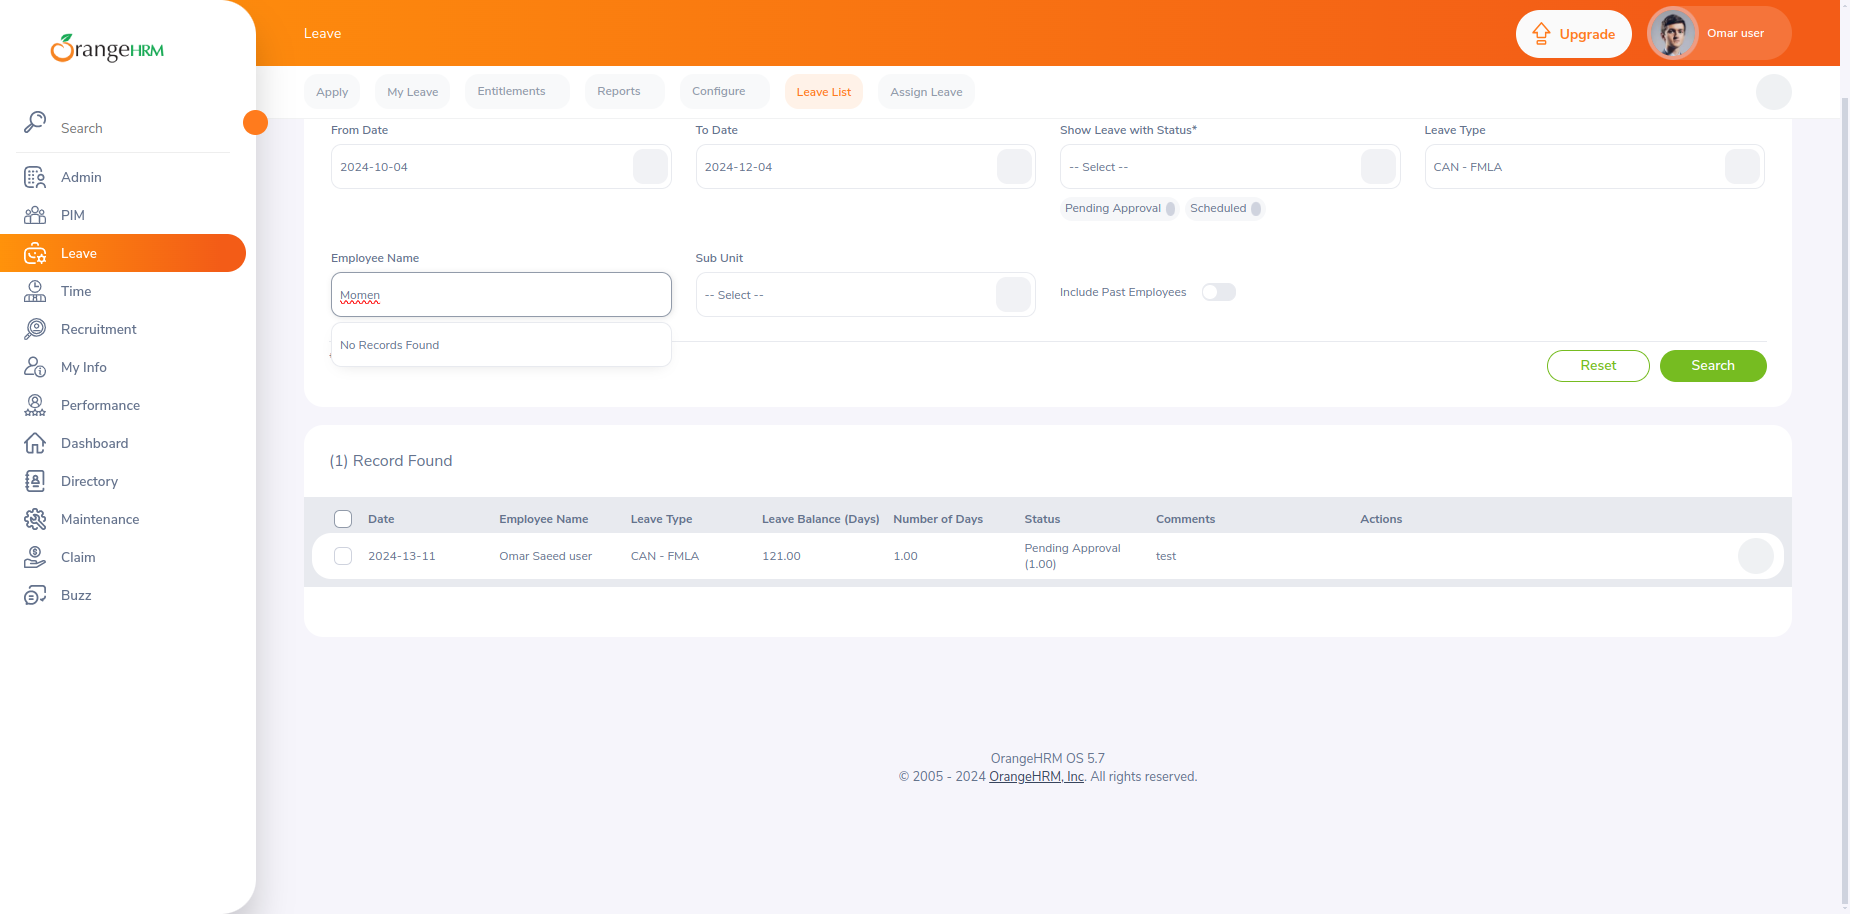 OrangeHRM
Search
Admin
PIM
Leave
Time
Recruitment
My Info
Performance
Dashboard
Directory
Maintenance
Claim
Buzz
Leave
Upgrade
Omar user
Apply
My Leave
Entitlements
Reports
Configure
Leave List
Assign Leave
From Date
To Date
Show Leave with Status*
Leave Type
2024-10-04
2024-12-04
-- Select --
CAN - FMLA
Pending Approval
Scheduled
Employee Name
Sub Unit
Momen
-- Select --
Include Past Employees
No Records Found
Reset
Search
(1) Record Found
Date
Employee Name
Leave Type
Leave Balance (Days)
Number of Days
Status
Comments
Actions
2024-13-11
Omar Saeed user
CAN - FMLA
121.00
1.00
Pending Approval
(1.00)
test
OrangeHRM OS 5.7
© 2005 - 2024 OrangeHRM, Inc. All rights reserved.